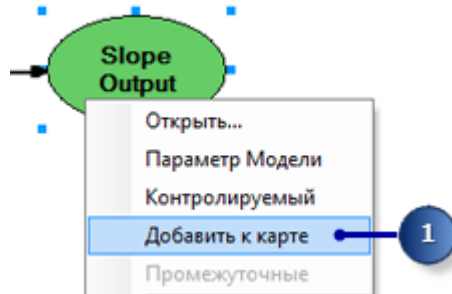 Slope
Output
Открыть...
Параметр Модели
Контролируемый
Добавить к карте
1
Промежуточные